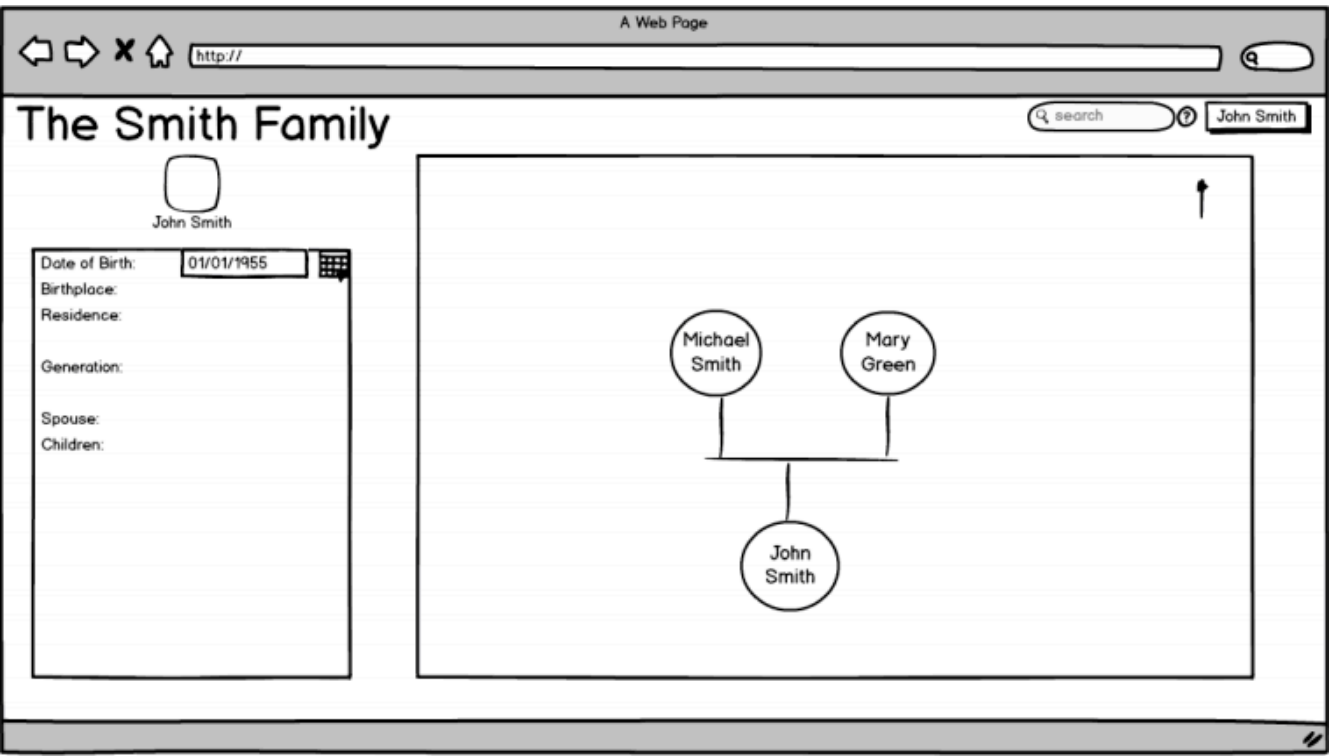 A Web Page
http://
The Smith Family
search
?
John Smith
John Smith
Date of Birth: 01/01/1955
Birthplace:
Residence:
Generation:
Spouse:
Children:
Michael
Smith
Mary
Green
John
Smith